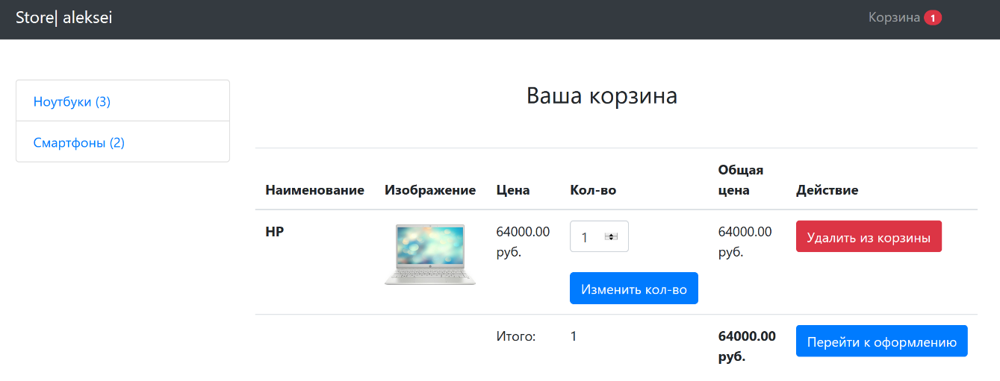 Store| aleksei
Корзина 1
Ноутбуки (3)
Смартфоны (2)
Ваша корзина
Наименование Изображение Цена Кол-во Общая цена Действие
HP 64000.00 руб. 1 64000.00 руб. Удалить из корзины
Изменить кол-во
Итого: 1 64000.00 руб. Перейти к оформлению